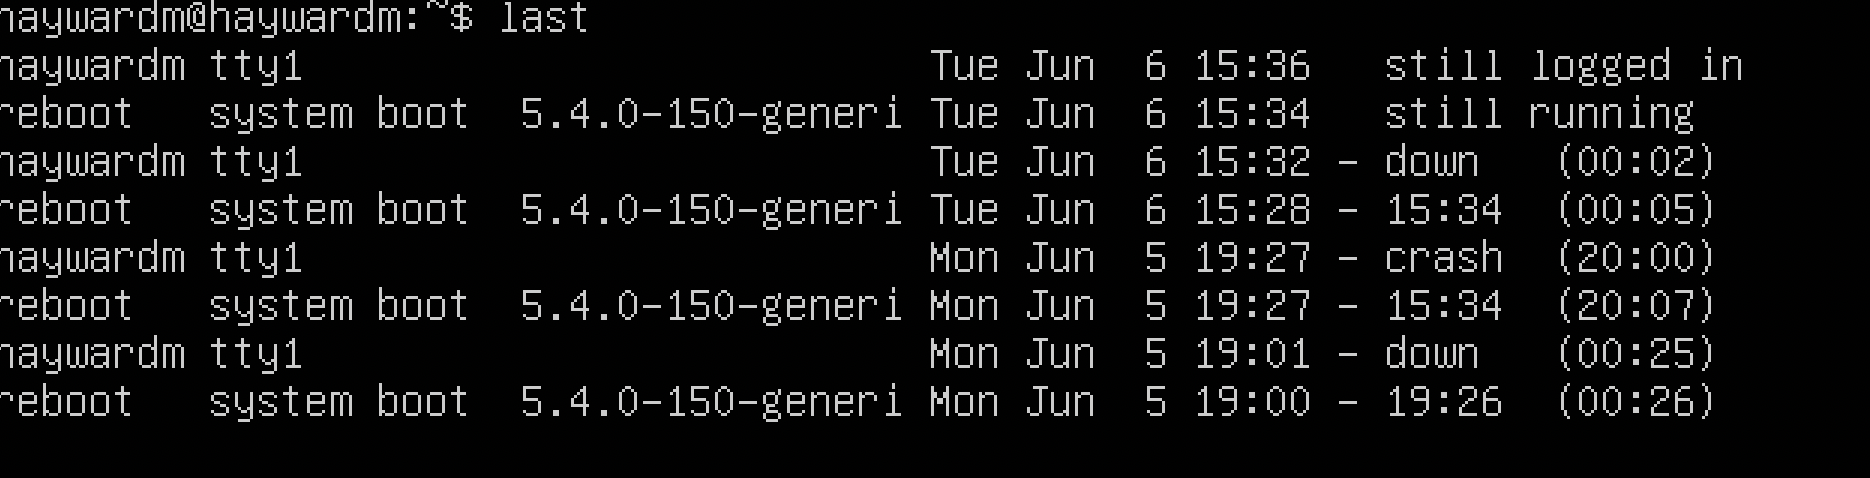 haywardm@haywardm:~$ last
haywardm tty1                          Tue Jun  6 15:36   still logged in
reboot   system boot  5.4.0-150-generi Tue Jun  6 15:34   still running
haywardm tty1                          Tue Jun  6 15:32 - down   (00:02)
reboot   system boot  5.4.0-150-generi Tue Jun  6 15:28 - 15:34  (00:05)
haywardm tty1                          Mon Jun  5 19:27 - crash  (20:00)
reboot   system boot  5.4.0-150-generi Mon Jun  5 19:27 - 15:34  (20:07)
haywardm tty1                          Mon Jun  5 19:01 - down   (00:25)
reboot   system boot  5.4.0-150-generi Mon Jun  5 19:00 - 19:26  (00:26)